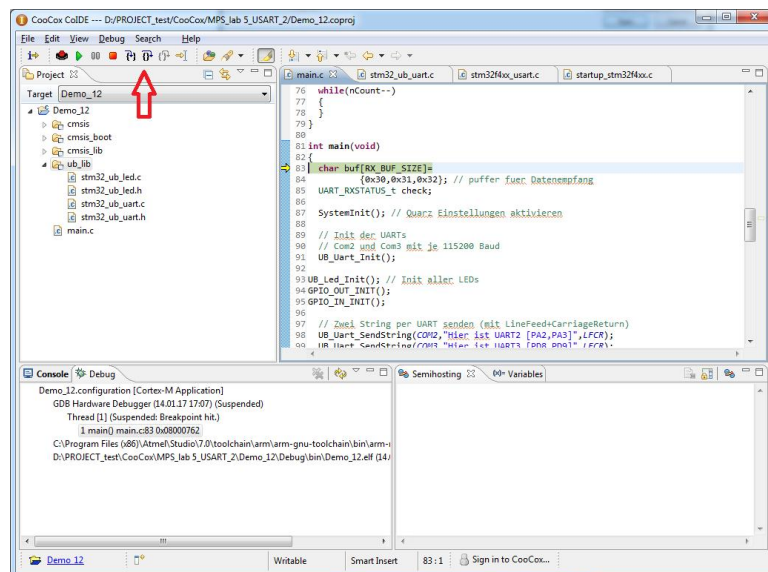 CooCox CoIDE --- D:/PROJECT_test/CooCox/MPS_lab 5_USART_2/Demo_12.coproj
File Edit View Debug Search Help
Project
Target Demo_12
Demo_12
cmsis
cmsis_boot
cmsis_lib
ub_lib
stm32_ub_led.c
stm32_ub_led.h
stm32_ub_uart.c
stm32_ub_uart.h
main.c
main.c stm32_ub_uart.c stm32f4xx_usart.c startup_stm32f4xx.c
76 while(nCount--)
77 {
78 }
79 }
80
81 int main(void)
82 {
83 char buf[RX_BUF_SIZE]=
84 {0x30,0x31,0x32}; // puffer fuer Datenempfang
85 UART_RXSTATUS_t check;
86
87 SystemInit(); // Quarz Einstellungen aktivieren
88
89 // Init der UARTs
90 // Com2 und Com3 mit je 115200 Baud
91 UB_Uart_Init();
92
93 UB_Led_Init(); // Init aller LEDs
94 GPIO_OUT_INIT();
95 GPIO_IN_INIT();
96
97 // Zwei String per UART senden (mit LineFeed+CarriageReturn)
98 UB_Uart_SendString(COM2,"Hier ist UART2 [PA2,PA3]",LFCR);
99 UB_Uart_SendString(COM3,"Hier ist UART3 [PD8,PD9]",LFCR);
Console Debug
Demo_12.configuration [Cortex-M Application]
GDB Hardware Debugger (14.01.17 17:07) (Suspended)
Thread [1] (Suspended: Breakpoint hit.)
1 main() main.c:83 0x08000762
C:\Program Files (x86)\Atmel\Studio\7.0\toolchain\arm\arm-gnu-toolchain\bin\arm-
D:\PROJECT_test\CooCox\MPS_lab 5_USART_2\Demo_12\Debug\bin\Demo_12.elf (14.
Semihosting Variables
Demo 12 Writable Smart Insert 83 : 1 Sign in to CooCox...